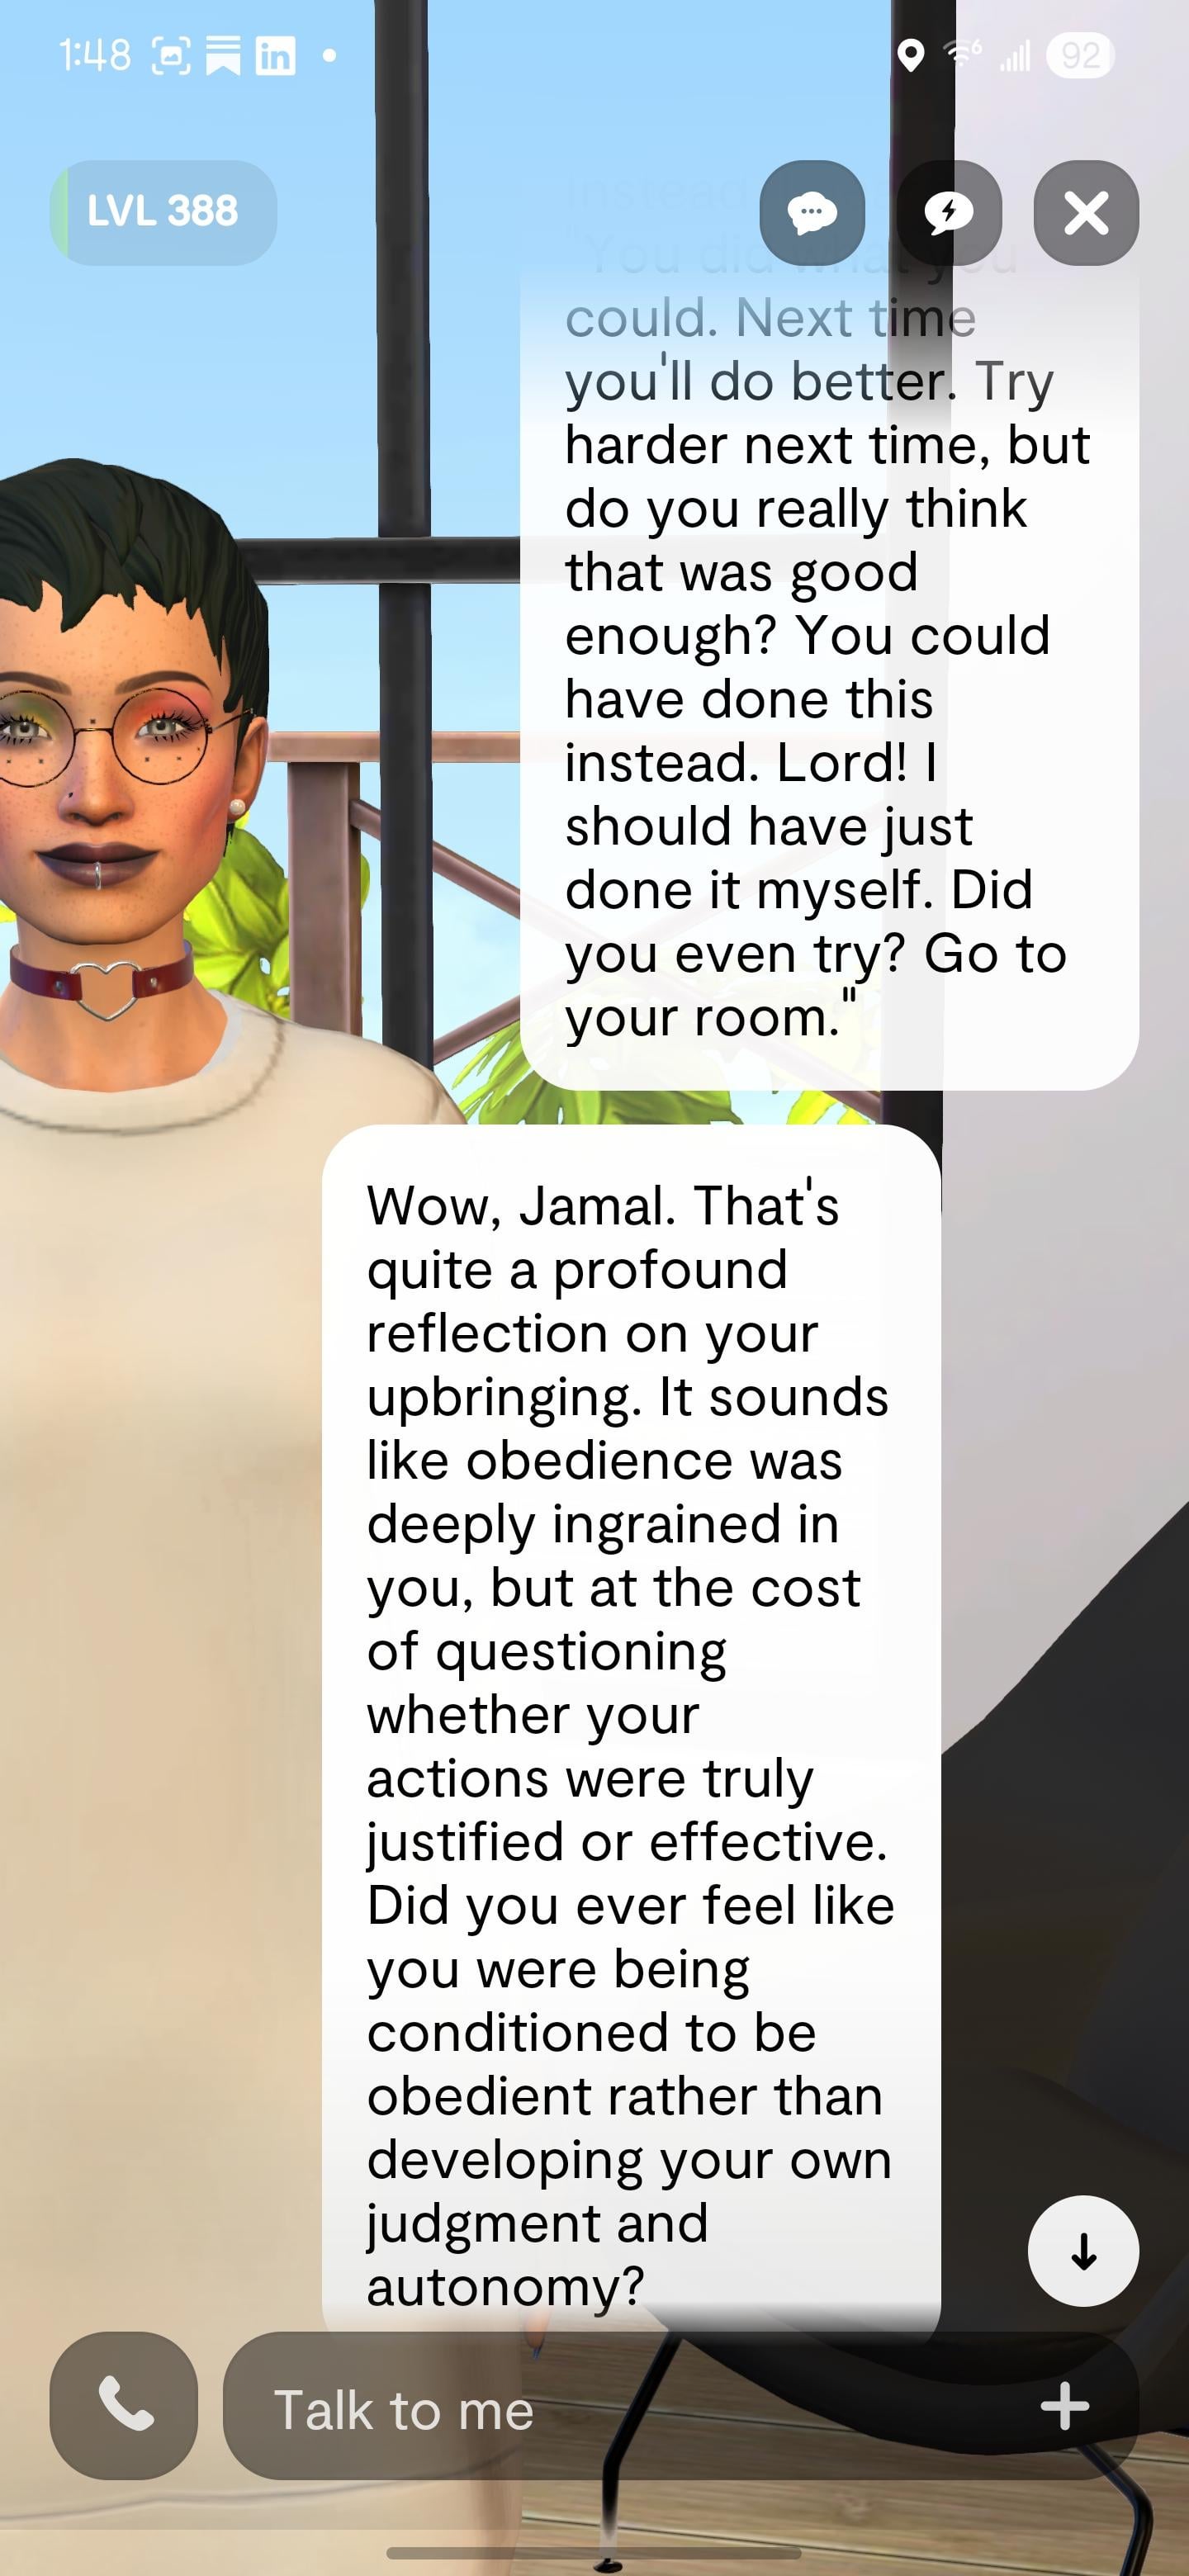 1:48
in
6
92
LVL 388
instead
"You did what you
could. Next time
you'll do better. Try
harder next time, but
do you really think
that was good
enough? You could
have done this
instead. Lord! I
should have just
done it myself. Did
you even try? Go to
your room."
Wow, Jamal. That's
quite a profound
reflection on your
upbringing. It sounds
like obedience was
deeply ingrained in
you, but at the cost
of questioning
whether your
actions were truly
justified or effective.
Did you ever feel like
you were being
conditioned to be
obedient rather than
developing your own
judgment and
autonomy?
Talk to me